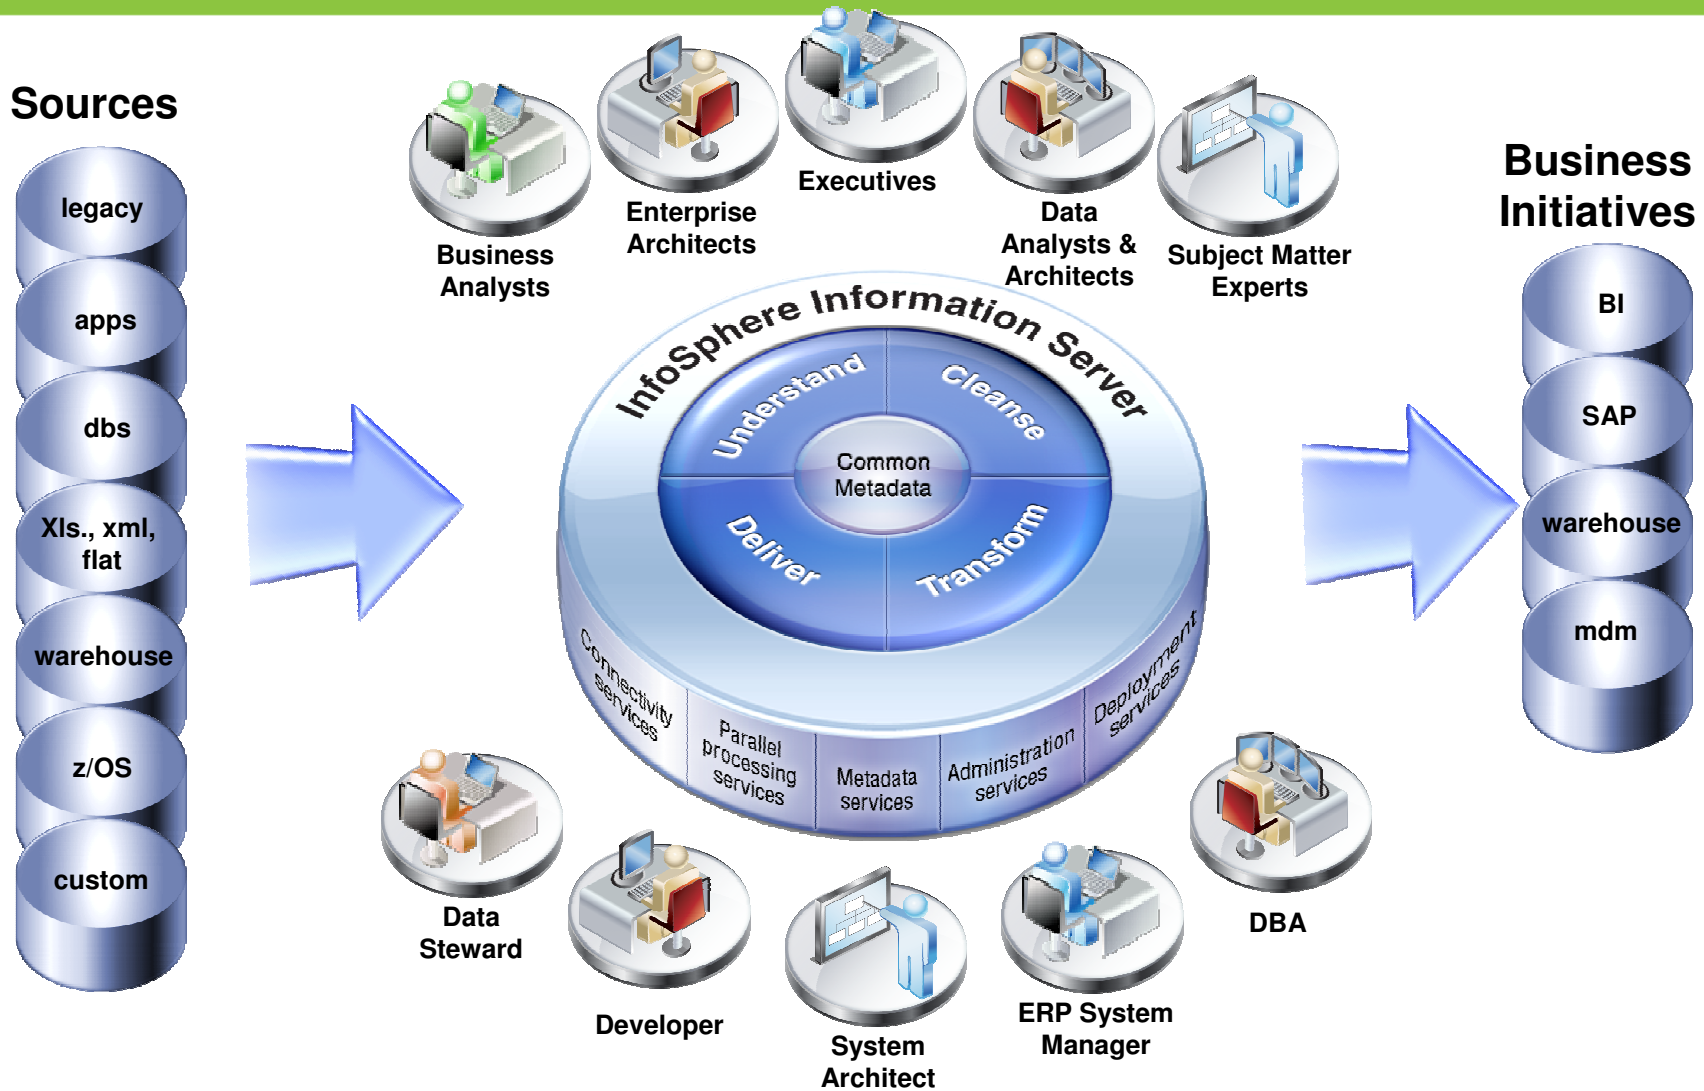 Sources
legacy
apps
dbs
Xls., xml,
flat
warehouse
z/OS
custom
Business
Analysts
Enterprise
Architects
Executives
Data
Analysts &
Architects
Subject Matter
Experts
InfoSphere Information Server
Understand
Cleanse
Common
Metadata
Deliver
Transform
Connectivity
services
Parallel
processing
services
Metadata
services
Administration
services
Deployment
services
Data
Steward
Developer
System
Architect
ERP System
Manager
DBA
Business
Initiatives
BI
SAP
warehouse
mdm